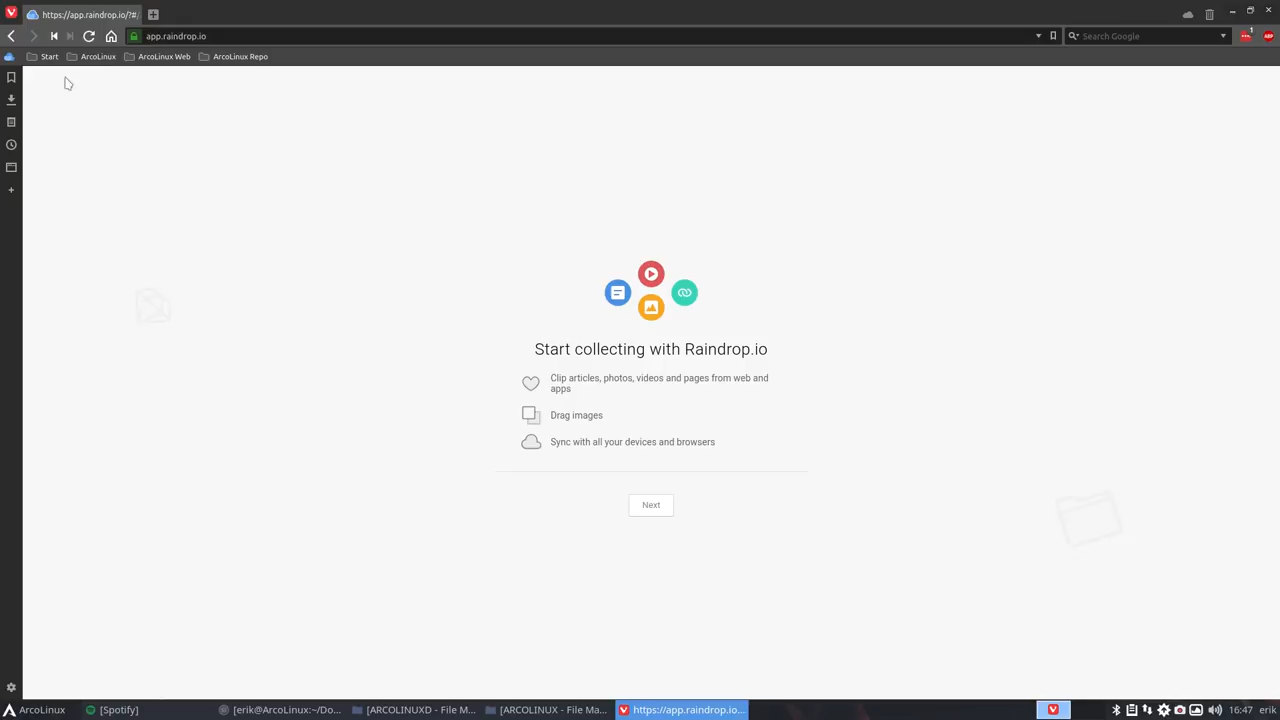 https://app.raindrop.io/?#/
app.raindrop.io
Search Google
1
ABP
Start
ArcoLinux
ArcoLinux Web
ArcoLinux Repo
Start collecting with Raindrop.io
Clip articles, photos, videos and pages from web and
apps
Drag images
Sync with all your devices and browsers
Next
ArcoLinux
[Spotify]
[erik@ArcoLinux:~/Do...
[ARCOLINUXD - File M...
[ARCOLINUX - File Ma...
https://app.raindrop.io...
16:47
erik